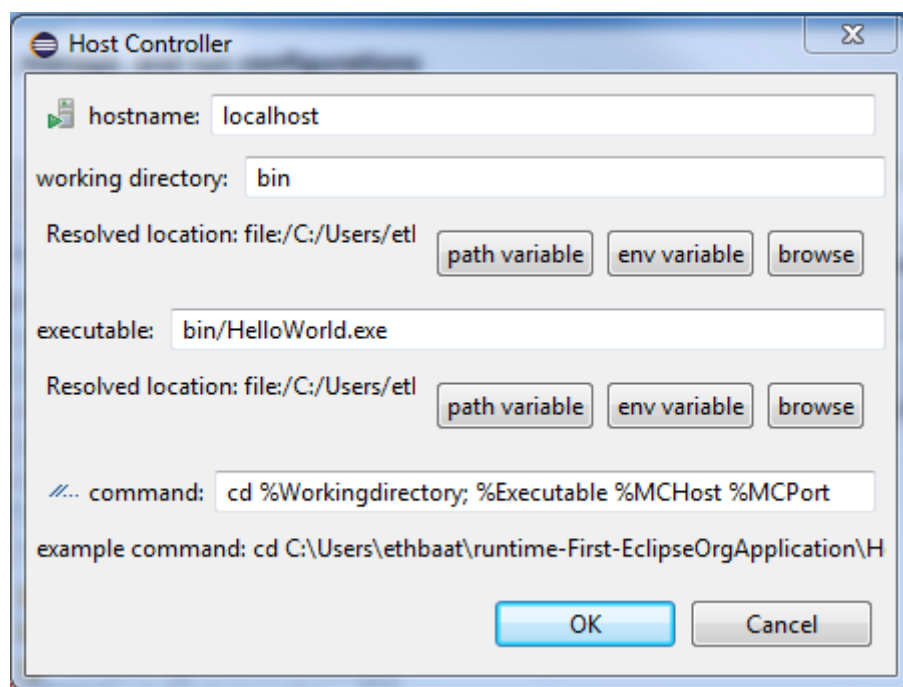 Host Controller
hostname: localhost
working directory: bin
Resolved location: file:/C:/Users/etl
path variable env variable browse
executable: bin/HelloWorld.exe
Resolved location: file:/C:/Users/etl
path variable env variable browse
//... command: cd %Workingdirectory; %Executable %MCHost %MCPort
example command: cd C:\Users\ethbaat\runtime-First-EclipseOrgApplication\H
OK Cancel